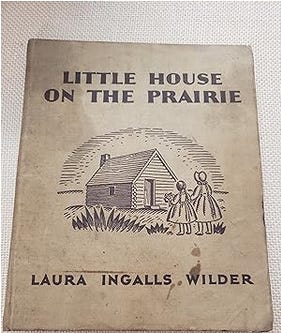 LITTLE HOUSE
ON THE PRAIRIE
LAURA INGALLS WILDER